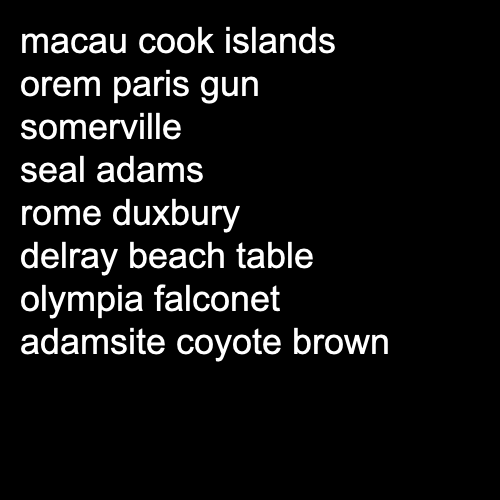 macau cook islands
orem paris gun
somerville
seal adams
rome duxbury
delray beach table
olympia falconet
adamsite coyote brown